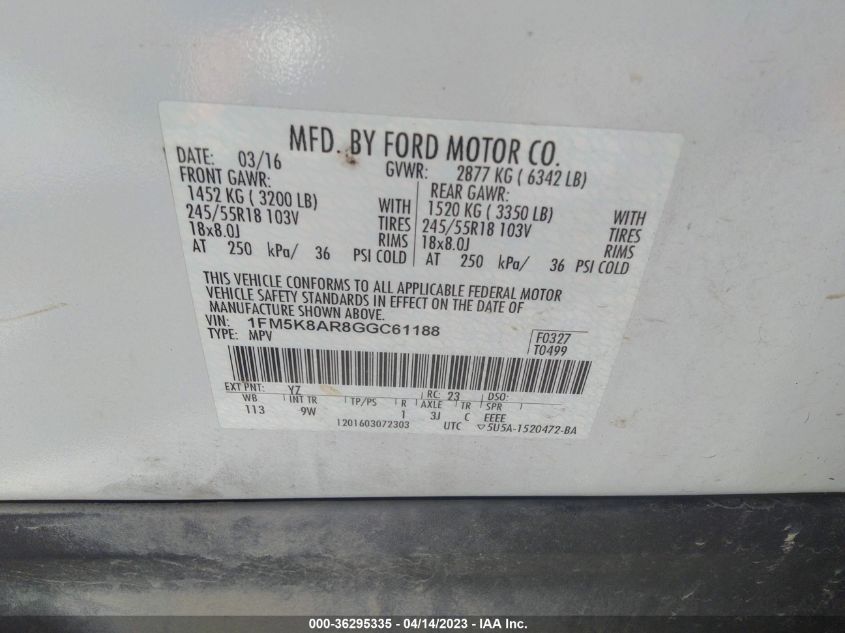 MFD. BY FORD MOTOR CO.
DATE: 03/16 GVWR: 2877 KG ( 6342 LB)
FRONT GAWR: REAR GAWR:
1452 KG ( 3200 LB) WITH 1520 KG ( 3350 LB) WITH
245/55R18 103V TIRES 245/55R18 103V TIRES
18x8.0J RIMS 18x8.0J RIMS
AT 250 kPa/ 36 PSI COLD AT 250 kPa/ 36 PSI COLD
THIS VEHICLE CONFORMS TO ALL APPLICABLE FEDERAL MOTOR
VEHICLE SAFETY STANDARDS IN EFFECT ON THE DATE OF
MANUFACTURE SHOWN ABOVE.
VIN: 1FM5K8AR8GGC61188 F0327
TYPE: MPV T0499
EXT PNT: YZ RC: 23 DSO:
WB INT TR TP/PS R AXLE TR SPR
113 9W 1 3J C EEEE
1201603072303 UTC ▽5U5A-1520472-BA
000-36295335 - 04/14/2023 - IAA Inc.